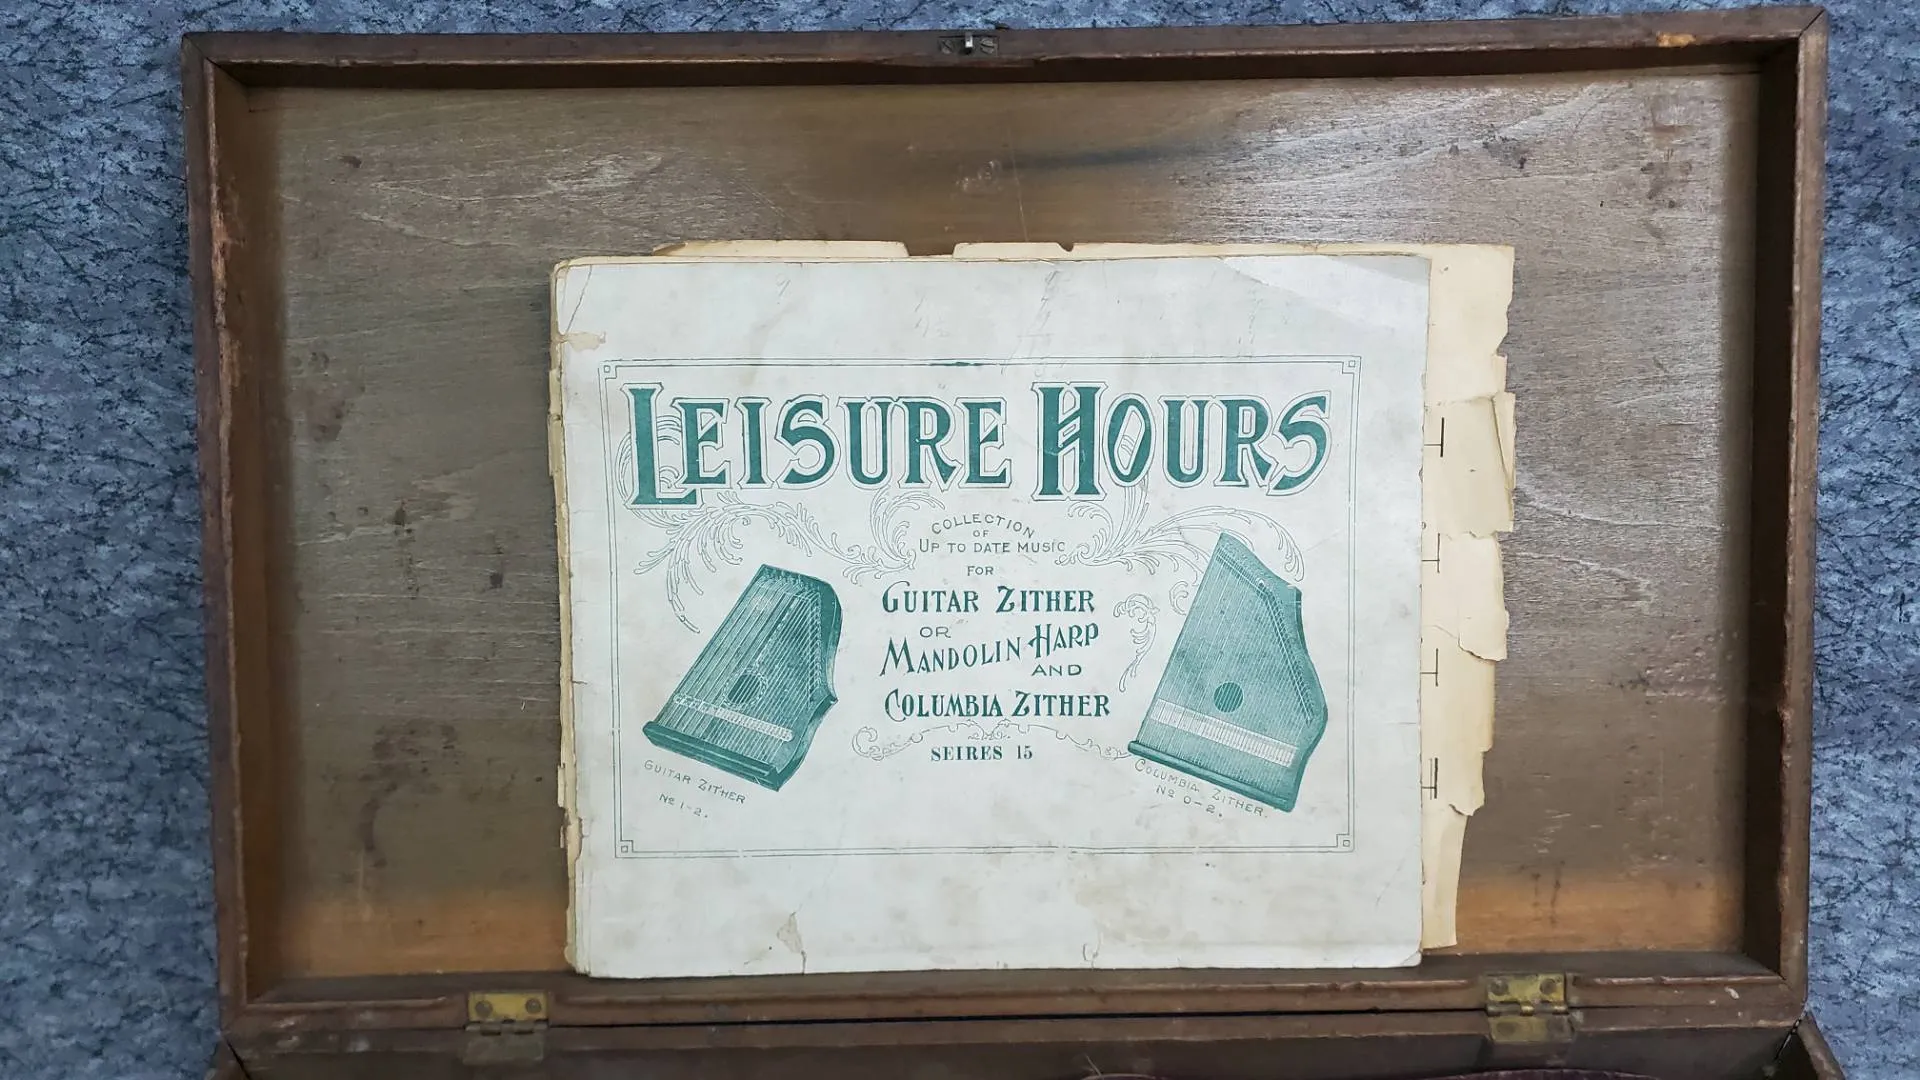 LEISURE HOURS
COLLECTION
OF
UP TO DATE MUSIC
FOR
GUITAR ZITHER
OR
MANDOLIN HARP
AND
COLUMBIA ZITHER
SEIRES 15
GUITAR ZITHER
No 1-2.
COLUMBIA ZITHER.
No 0-2.